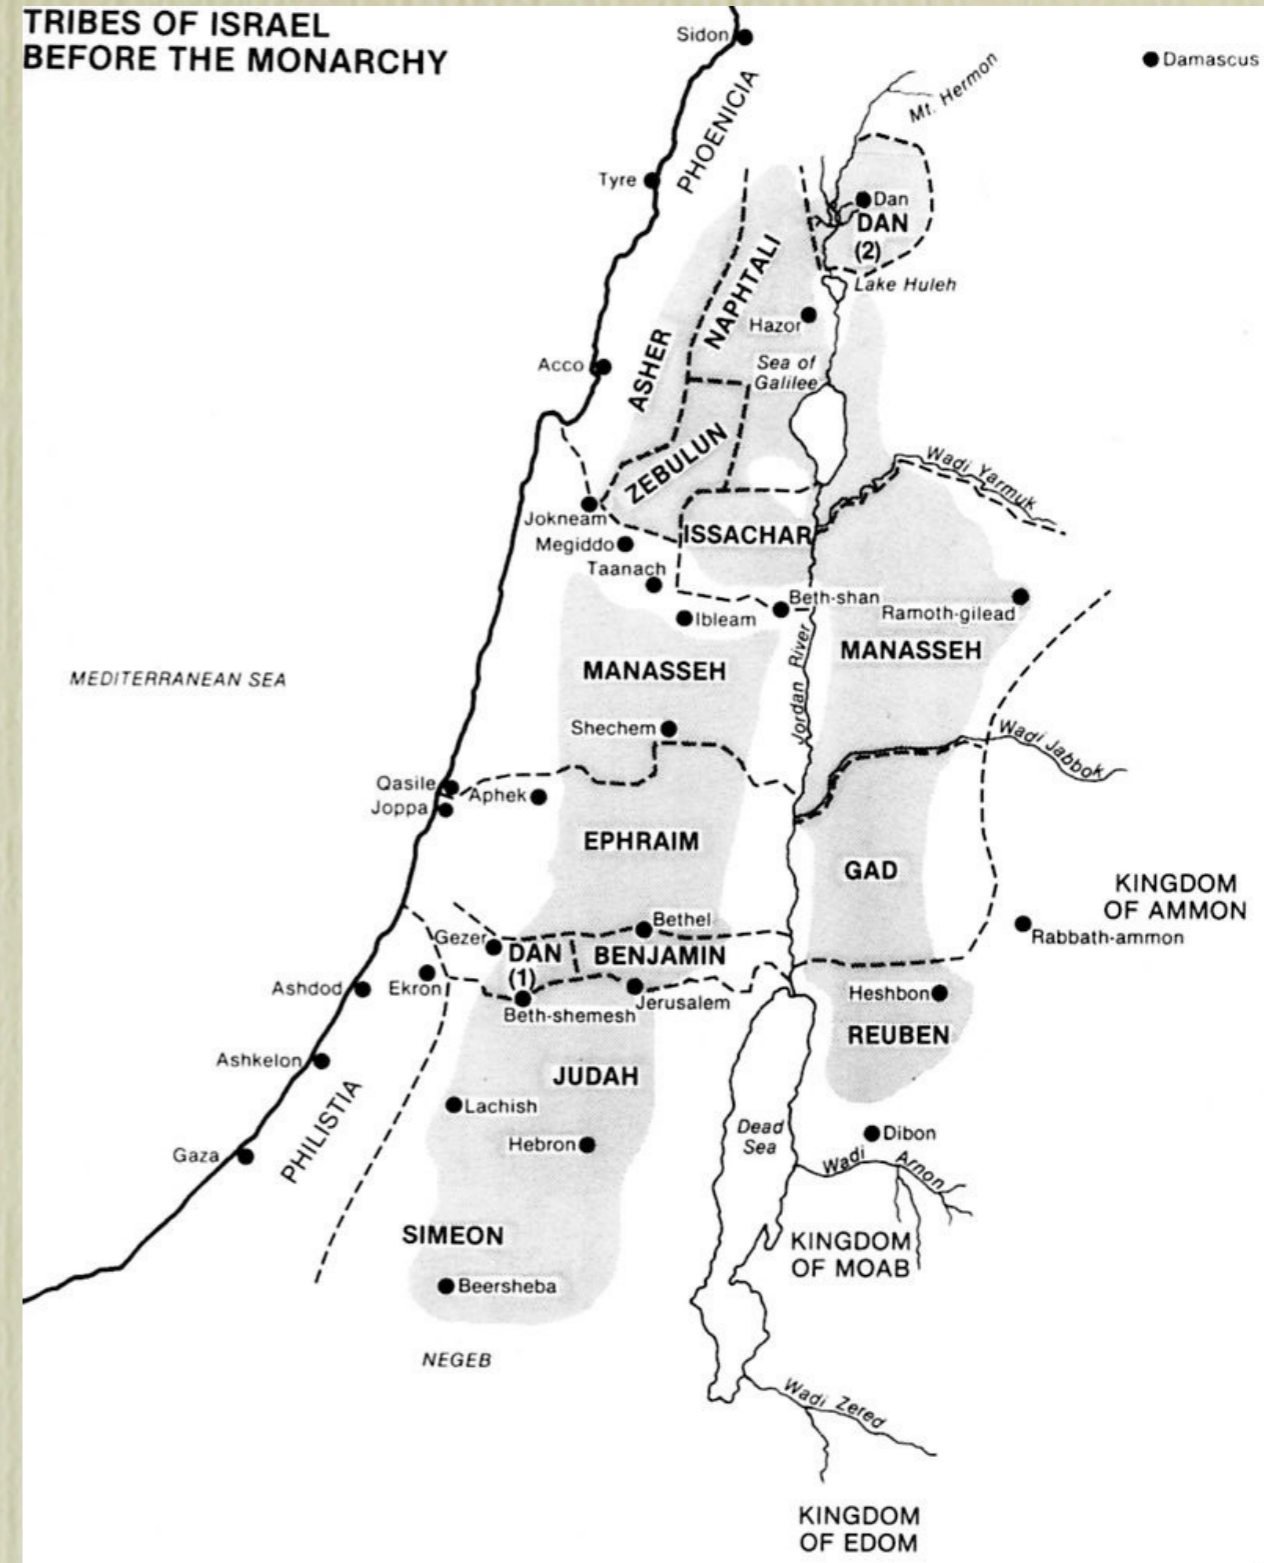 TRIBES OF ISRAEL
BEFORE THE MONARCHY
Sidon
Damascus
PHOENICIA
Mt. Hermon
Tyre
Dan
DAN
(2)
NAPHTALI
Lake Huleh
Hazor
ASHER
Acco
Sea of
Galilee
ZEBULUN
Wadi Yarmuk
Jokneam
ISSACHAR
Megiddo
Taanach
Beth-shan
Ramoth-gilead
Ibleam
Jordan River
MANASSEH
MANASSEH
MEDITERRANEAN SEA
Shechem
Wadi Jabbok
Qasile
Aphek
Joppa
EPHRAIM
GAD
KINGDOM
OF AMMON
Bethel
Rabbath-ammon
Gezer
DAN
(1)
BENJAMIN
Ashdod
Ekron
Heshbon
Jerusalem
Beth-shemesh
REUBEN
Ashkelon
JUDAH
PHILISTIA
Lachish
Dead
Sea
Dibon
Hebron
Gaza
Wadi Arnon
SIMEON
KINGDOM
OF MOAB
Beersheba
NEGEB
Wadi Zered
KINGDOM
OF EDOM